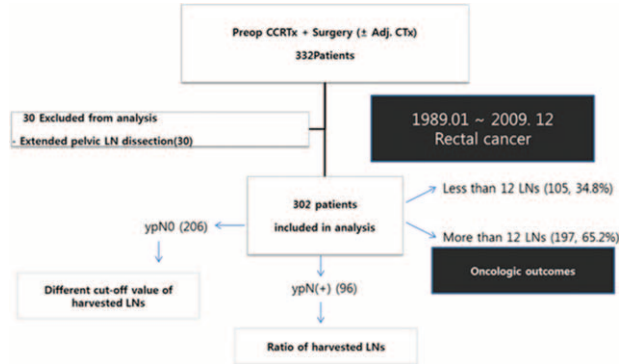 Preop CCRTx + Surgery (± Adj. CTx)
332Patients
30 Excluded from analysis
- Extended pelvic LN dissection(30)
1989.01 ~ 2009. 12
Rectal cancer
302 patients
included in analysis
Less than 12 LNs (105, 34.8%)
More than 12 LNs (197, 65.2%)
Oncologic outcomes
ypN0 (206)
Different cut-off value of
harvested LNs
ypN(+) (96)
Ratio of harvested LNs